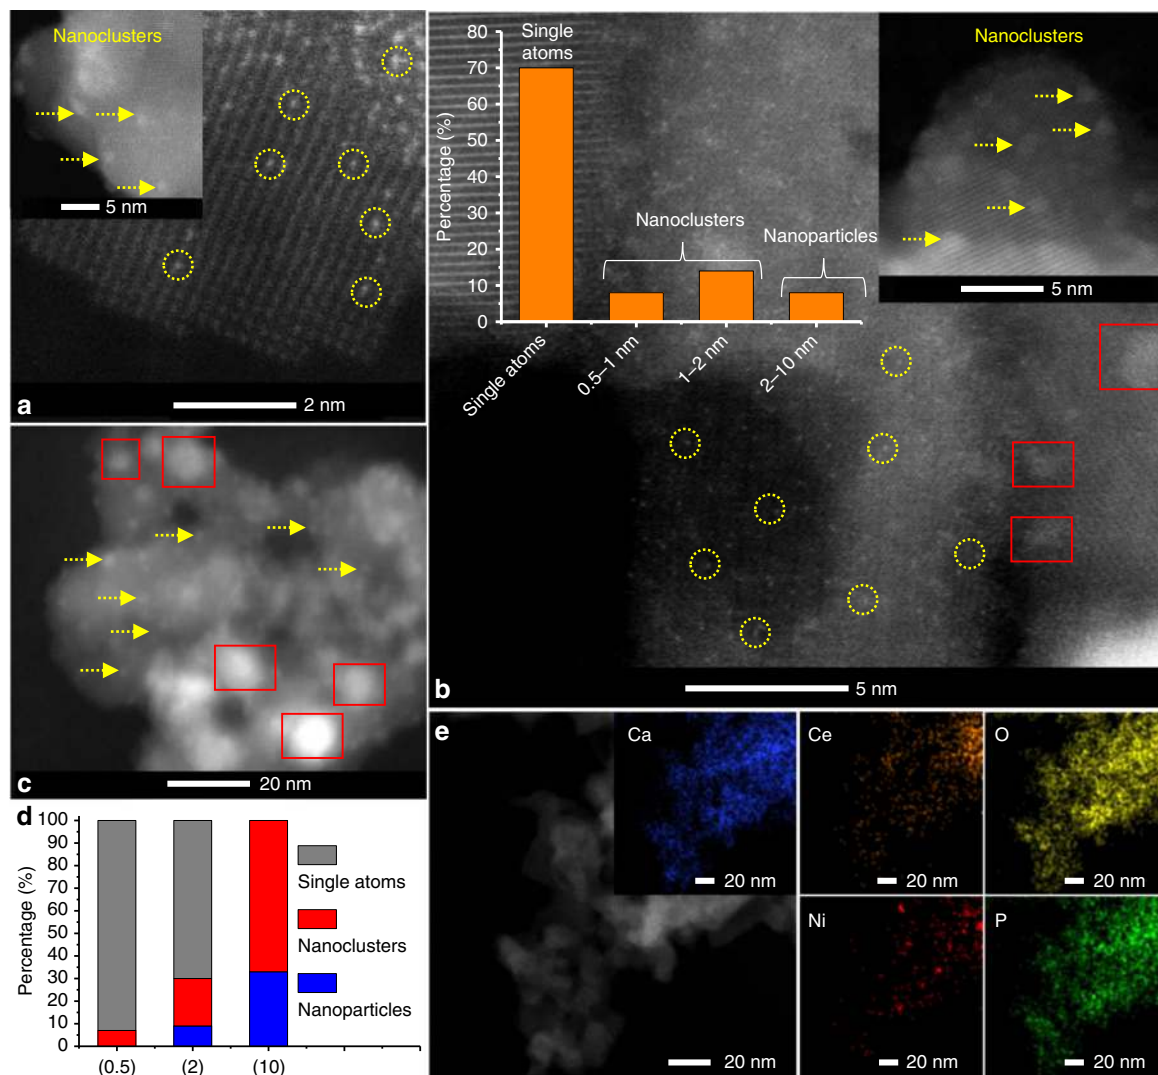 Nanoclusters
5 nm
2 nm
a
Single
atoms
80
70
60
50
40
30
20
10
0
Percentage (%)
Nanoclusters
Nanoparticles
Single atoms
0.5–1 nm
1–2 nm
2–10 nm
Nanoclusters
5 nm
b
5 nm
c
20 nm
d
100
90
80
70
60
50
40
30
20
10
0
Percentage (%)
(0.5)
(2)
(10)
Single atoms
Nanoclusters
Nanoparticles
e
20 nm
Ca
20 nm
Ce
20 nm
O
20 nm
Ni
20 nm
P
20 nm